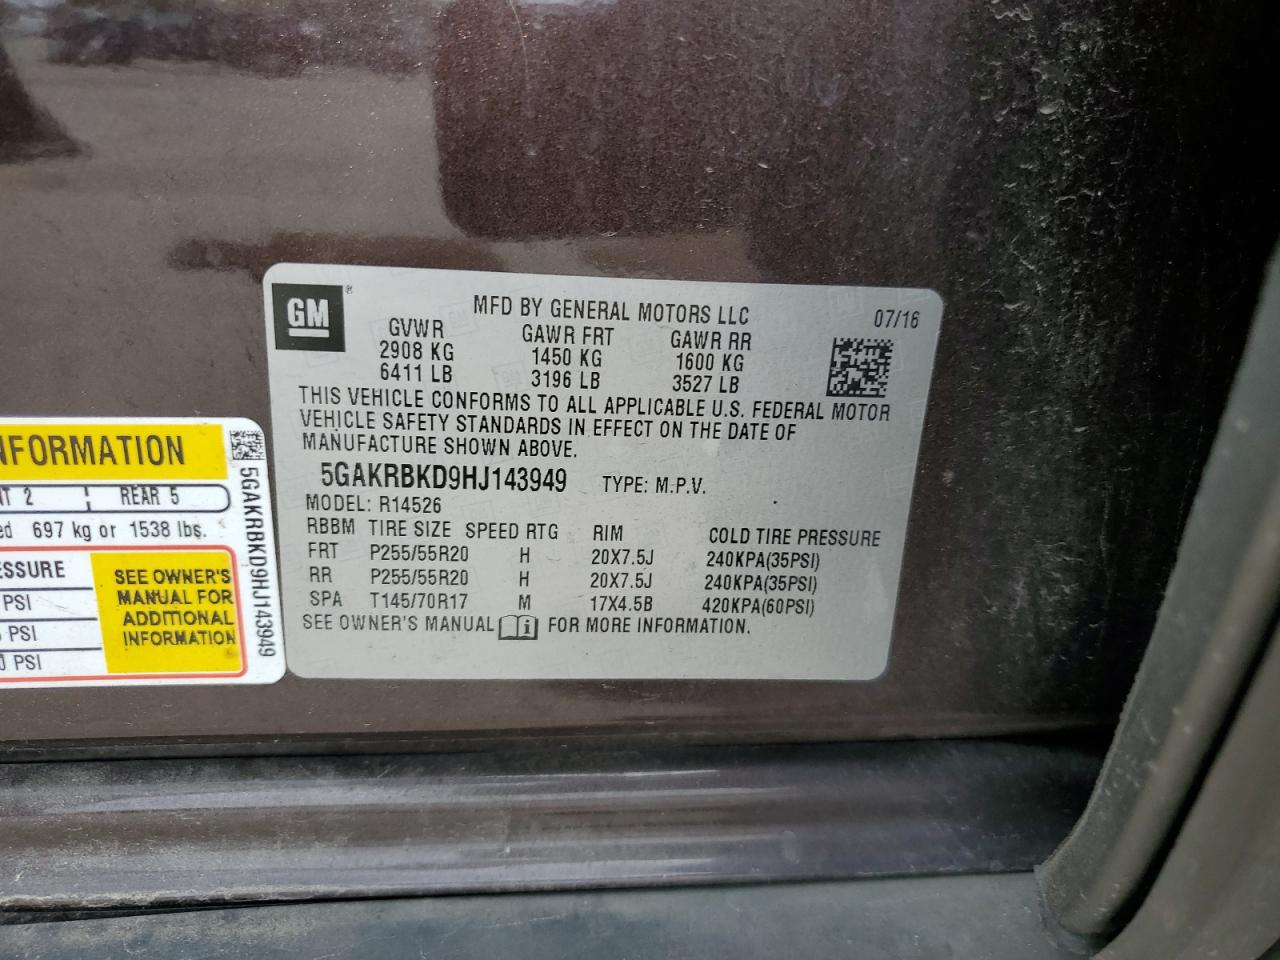 GM ®
MFD BY GENERAL MOTORS LLC
07/16
GVWR GAWR FRT GAWR RR
2908 KG 1450 KG 1600 KG
6411 LB 3196 LB 3527 LB
THIS VEHICLE CONFORMS TO ALL APPLICABLE U.S. FEDERAL MOTOR
VEHICLE SAFETY STANDARDS IN EFFECT ON THE DATE OF
MANUFACTURE SHOWN ABOVE.
5GAKRBKD9HJ143949 TYPE: M.P.V.
MODEL: R14526
RBBM TIRE SIZE SPEED RTG RIM COLD TIRE PRESSURE
FRT P255/55R20 H 20X7.5J 240KPA(35PSI)
RR P255/55R20 H 20X7.5J 240KPA(35PSI)
SPA T145/70R17 M 17X4.5B 420KPA(60PSI)
SEE OWNER'S MANUAL FOR MORE INFORMATION.
NFORMATION
NT 2 REAR 5
ed 697 kg or 1538 lbs.
ESSURE
PSI
PSI
PSI
SEE OWNER'S
MANUAL FOR
ADDITIONAL
INFORMATION
5GAKRBKD9HJ143949